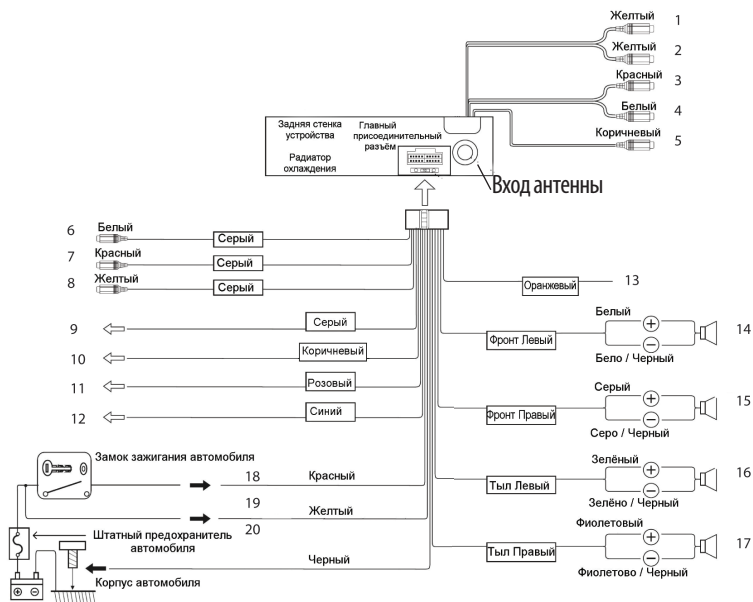 Желтый 1
Желтый 2
Красный 3
Белый 4
Коричневый 5
Задняя стенка
устройства
Главный
присоединительный
разъём
Радиатор
охлаждения
Вход антенны
6 Белый
Серый
7 Красный
Серый
8 Желтый
Серый
9 Серый
10 Коричневый
11 Розовый
12 Синий
Оранжевый 13
Фронт Левый
Белый
+
−
Бело / Черный
14
Фронт Правый
Серый
+
−
Серо / Черный
15
Тыл Левый
Зелёный
+
−
Зелёно / Черный
16
Тыл Правый
Фиолетовый
+
−
Фиолетово / Черный
17
Замок зажигания автомобиля
18 Красный
19 Желтый
20 Черный
Штатный предохранитель
автомобиля
+ −
Корпус автомобиля